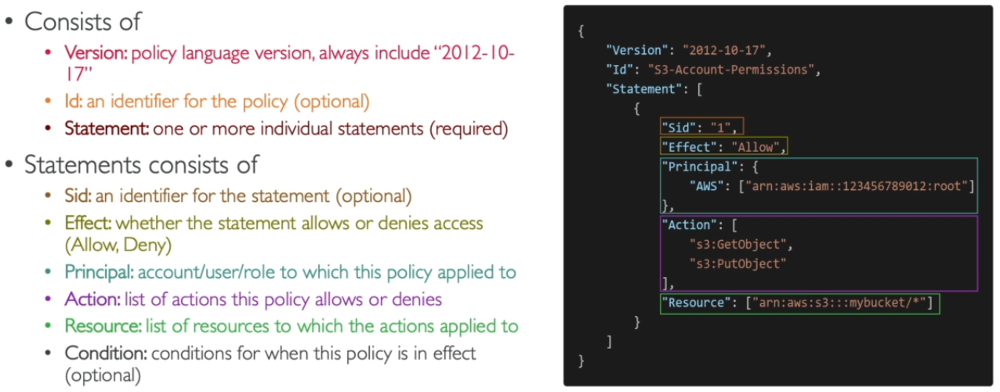 • Consists of
• Version: policy language version, always include “2012-10-
17”
• Id: an identifier for the policy (optional)
• Statement: one or more individual statements (required)
• Statements consists of
• Sid: an identifier for the statement (optional)
• Effect: whether the statement allows or denies access
(Allow, Deny)
• Principal: account/user/role to which this policy applied to
• Action: list of actions this policy allows or denies
• Resource: list of resources to which the actions applied to
• Condition: conditions for when this policy is in effect
(optional)
{
"Version": "2012-10-17",
"Id": "S3-Account-Permissions",
"Statement": [
{
"Sid": "1",
"Effect": "Allow",
"Principal": {
"AWS": ["arn:aws:iam::123456789012:root"]
},
"Action": [
"s3:GetObject",
"s3:PutObject"
],
"Resource": ["arn:aws:s3:::mybucket/*"]
}
]
}